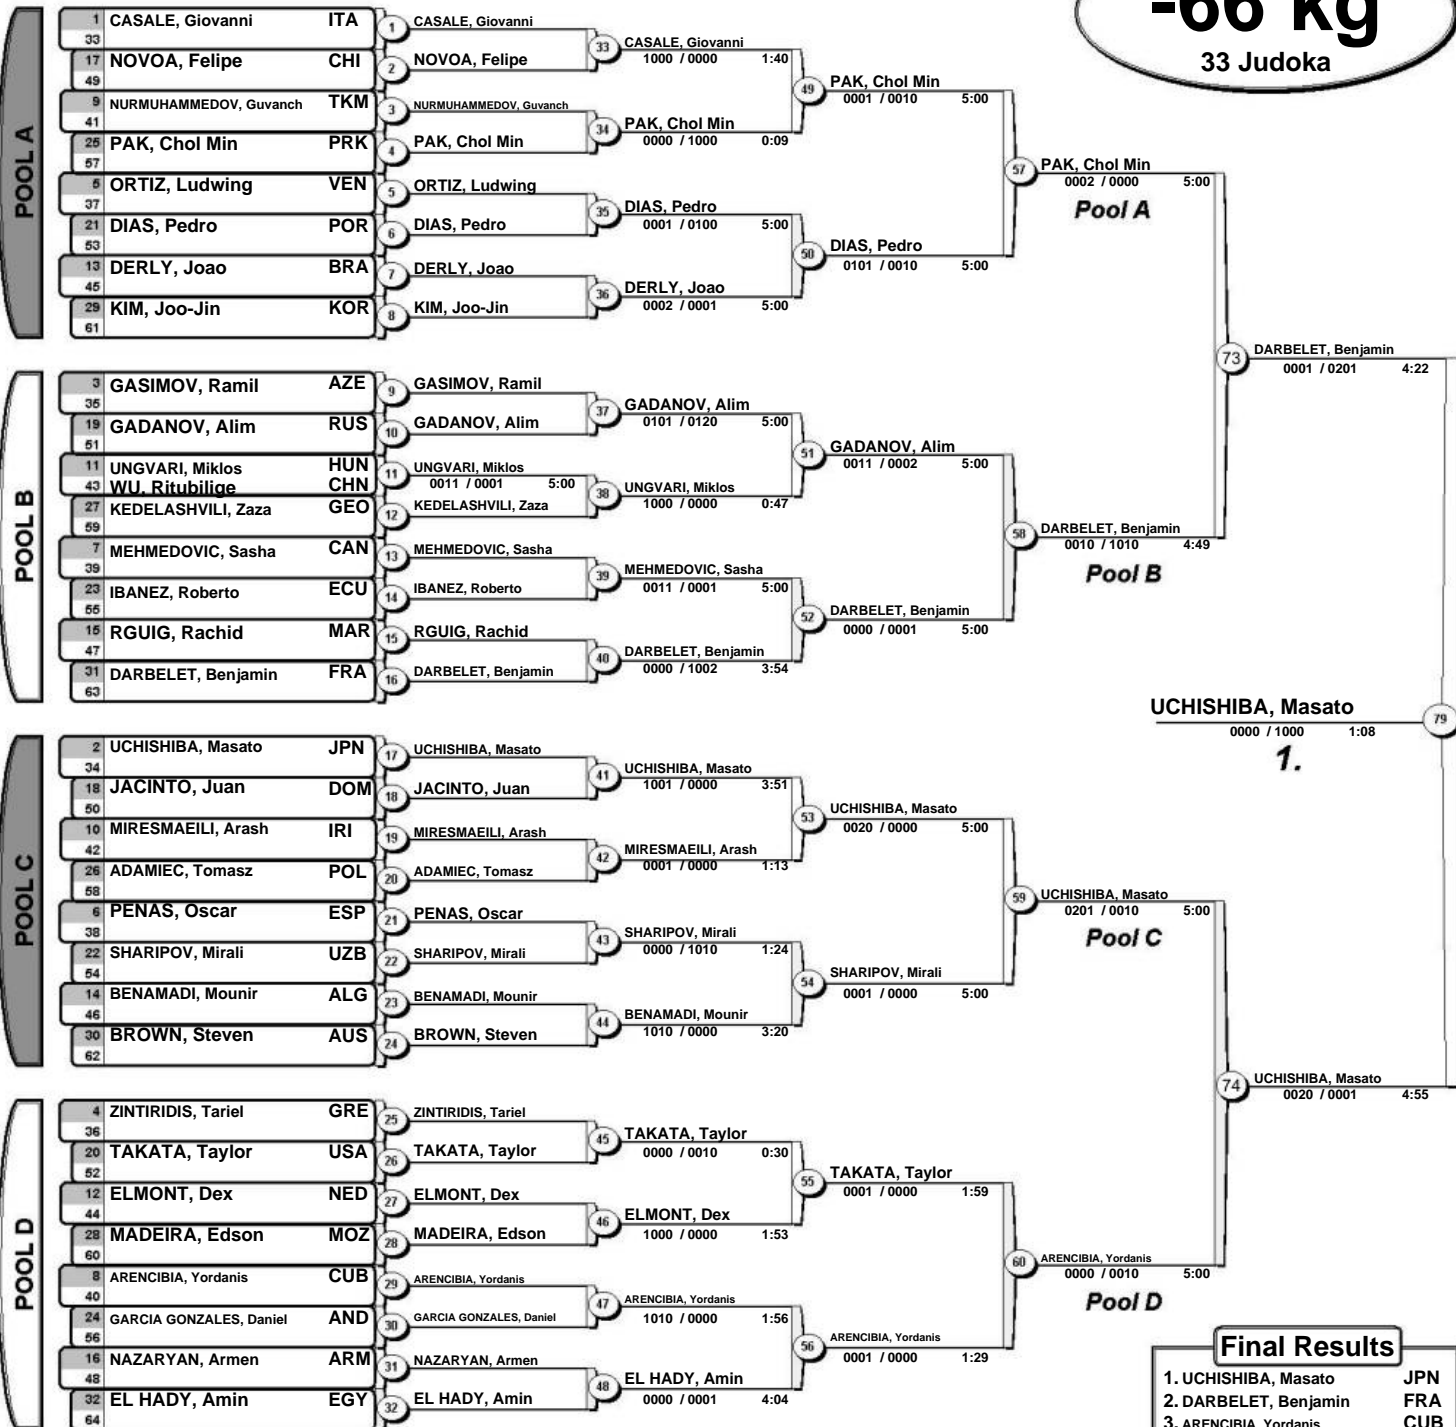 -66 kg
33 Judoka
POOL A
1 CASALE, Giovanni ITA
33
17 NOVOA, Felipe CHI
49
9 NURMUHAMMEDOV, Guvanch TKM
41
25 PAK, Chol Min PRK
57
5 ORTIZ, Ludwing VEN
37
21 DIAS, Pedro POR
53
13 DERLY, Joao BRA
45
29 KIM, Joo-Jin KOR
61
1 CASALE, Giovanni
2 NOVOA, Felipe
3 NURMUHAMMEDOV, Guvanch
4 PAK, Chol Min
5 ORTIZ, Ludwing
6 DIAS, Pedro
7 DERLY, Joao
8 KIM, Joo-Jin
33 CASALE, Giovanni
1000 / 0000 1:40
34 PAK, Chol Min
0000 / 1000 0:09
35 DIAS, Pedro
0001 / 0100 5:00
36 DERLY, Joao
0002 / 0001 5:00
49 PAK, Chol Min
0001 / 0010 5:00
50 DIAS, Pedro
0101 / 0010 5:00
57 PAK, Chol Min
0002 / 0000 5:00
Pool A
POOL B
3 GASIMOV, Ramil AZE
35
19 GADANOV, Alim RUS
51
11 UNGVARI, Miklos HUN
43 WU, Ritubilige CHN
27 KEDELASHVILI, Zaza GEO
59
7 MEHMEDOVIC, Sasha CAN
39
23 IBANEZ, Roberto ECU
55
15 RGUIG, Rachid MAR
47
31 DARBELET, Benjamin FRA
63
9 GASIMOV, Ramil
10 GADANOV, Alim
11 UNGVARI, Miklos
0011 / 0001 5:00
12 KEDELASHVILI, Zaza
13 MEHMEDOVIC, Sasha
14 IBANEZ, Roberto
15 RGUIG, Rachid
16 DARBELET, Benjamin
37 GADANOV, Alim
0101 / 0120 5:00
38 UNGVARI, Miklos
1000 / 0000 0:47
39 MEHMEDOVIC, Sasha
0011 / 0001 5:00
40 DARBELET, Benjamin
0000 / 1002 3:54
51 GADANOV, Alim
0011 / 0002 5:00
52 DARBELET, Benjamin
0000 / 0001 5:00
58 DARBELET, Benjamin
0010 / 1010 4:49
Pool B
73 DARBELET, Benjamin
0001 / 0201 4:22
UCHISHIBA, Masato 79
0000 / 1000 1:08
1.
POOL C
2 UCHISHIBA, Masato JPN
34
18 JACINTO, Juan DOM
50
10 MIRESMAEILI, Arash IRI
42
26 ADAMIEC, Tomasz POL
58
6 PENAS, Oscar ESP
38
22 SHARIPOV, Mirali UZB
54
14 BENAMADI, Mounir ALG
46
30 BROWN, Steven AUS
62
17 UCHISHIBA, Masato
18 JACINTO, Juan
19 MIRESMAEILI, Arash
20 ADAMIEC, Tomasz
21 PENAS, Oscar
22 SHARIPOV, Mirali
23 BENAMADI, Mounir
24 BROWN, Steven
41 UCHISHIBA, Masato
1001 / 0000 3:51
42 MIRESMAEILI, Arash
0001 / 0000 1:13
43 SHARIPOV, Mirali
0000 / 1010 1:24
44 BENAMADI, Mounir
1010 / 0000 3:20
53 UCHISHIBA, Masato
0020 / 0000 5:00
54 SHARIPOV, Mirali
0001 / 0000 5:00
59 UCHISHIBA, Masato
0201 / 0010 5:00
Pool C
74 UCHISHIBA, Masato
0020 / 0001 4:55
POOL D
4 ZINTIRIDIS, Tariel GRE
36
20 TAKATA, Taylor USA
52
12 ELMONT, Dex NED
44
28 MADEIRA, Edson MOZ
60
8 ARENCIBIA, Yordanis CUB
40
24 GARCIA GONZALES, Daniel AND
56
16 NAZARYAN, Armen ARM
48
32 EL HADY, Amin EGY
64
25 ZINTIRIDIS, Tariel
26 TAKATA, Taylor
27 ELMONT, Dex
28 MADEIRA, Edson
29 ARENCIBIA, Yordanis
30 GARCIA GONZALES, Daniel
31 NAZARYAN, Armen
32 EL HADY, Amin
45 TAKATA, Taylor
0000 / 0010 0:30
46 ELMONT, Dex
1000 / 0000 1:53
47 ARENCIBIA, Yordanis
1010 / 0000 1:56
48 EL HADY, Amin
0000 / 0001 4:04
55 TAKATA, Taylor
0001 / 0000 1:59
56 ARENCIBIA, Yordanis
0001 / 0000 1:29
60 ARENCIBIA, Yordanis
0000 / 0010 5:00
Pool D
Final Results
1. UCHISHIBA, Masato JPN
2. DARBELET, Benjamin FRA
3. ARENCIBIA, Yordanis CUB